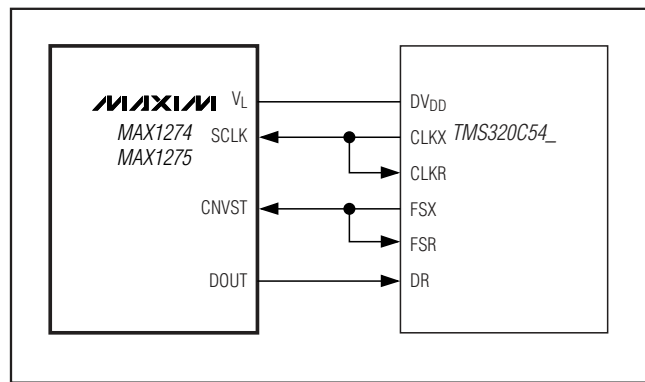 MAXIM
MAX1274
MAX1275
VL
SCLK
CNVST
DOUT
DVDD
CLKX
CLKR
FSX
FSR
DR
TMS320C54_